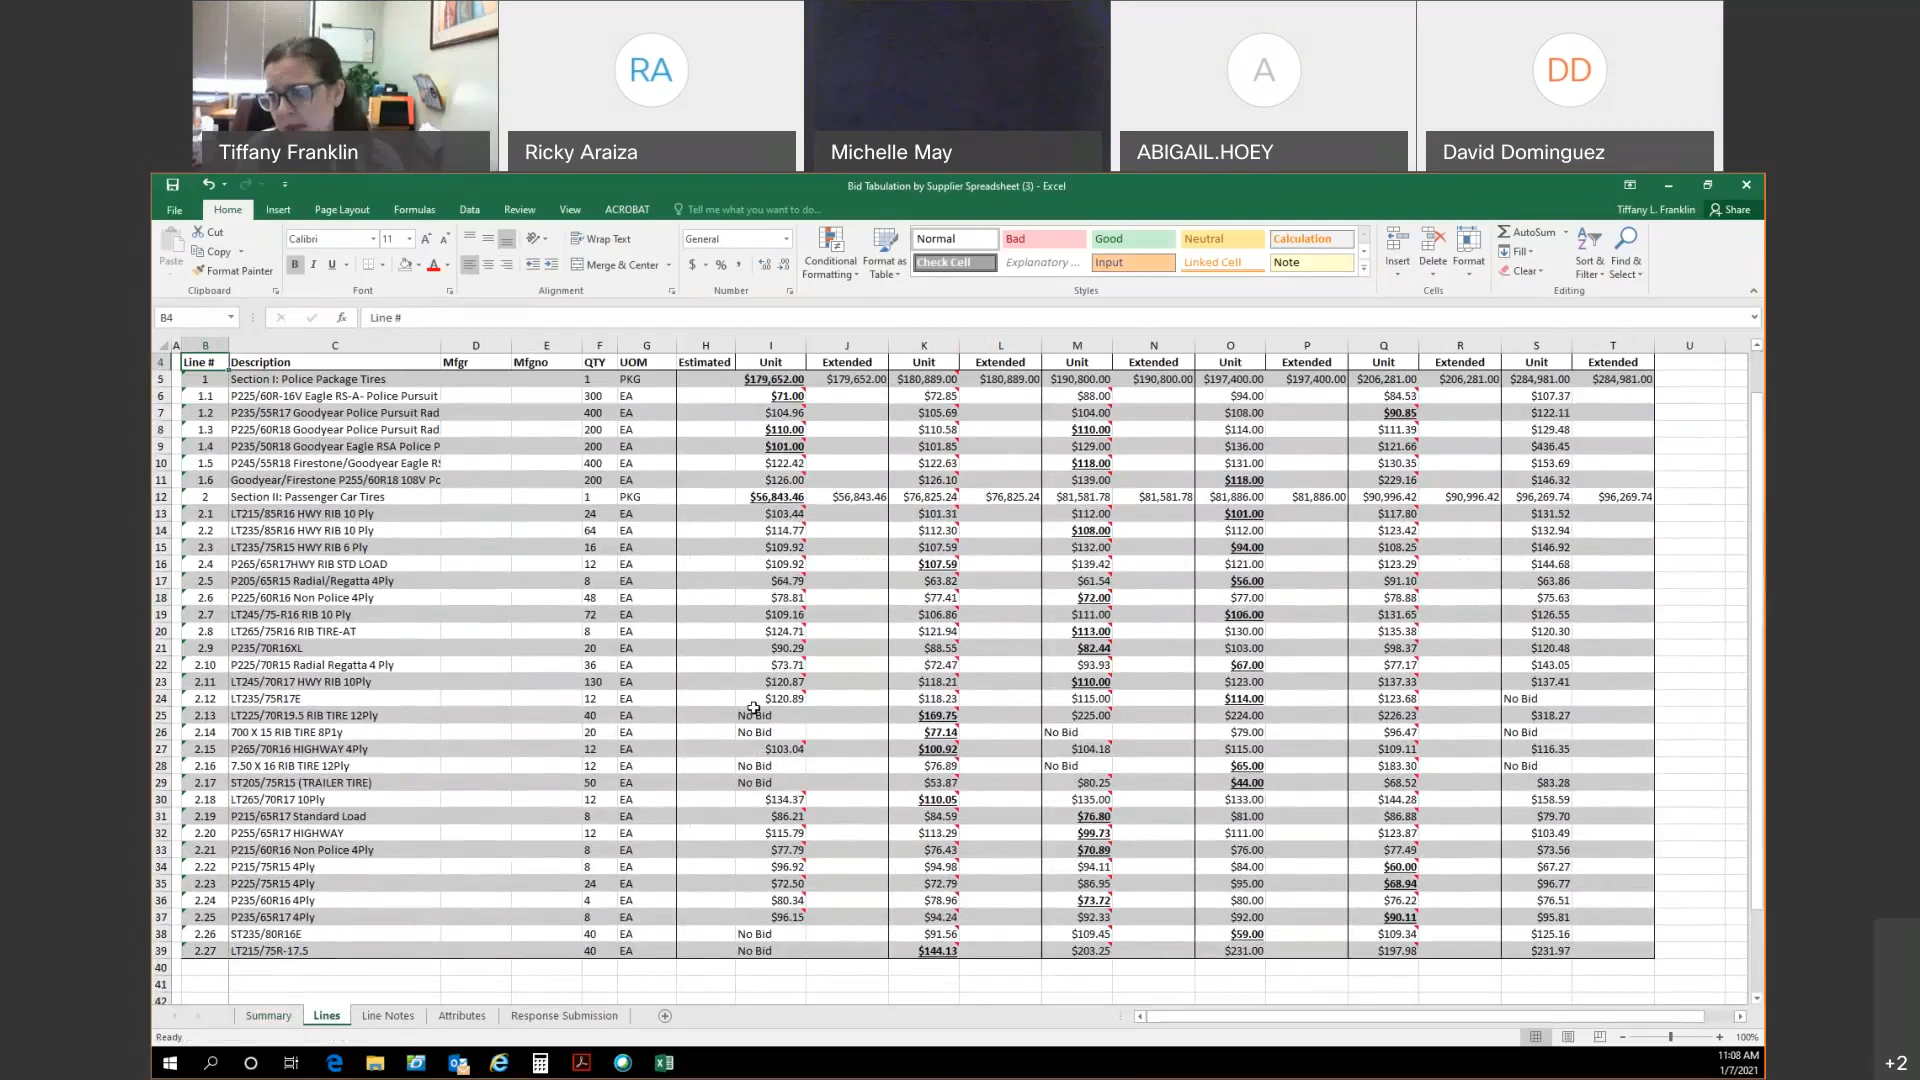 RA
A
DD
Tiffany Franklin
Ricky Araiza
Michelle May
ABIGAIL.HOEY
David Dominguez
Bid Tabulation by Supplier Spreadsheet (3) - Excel
File Home Insert Page Layout Formulas Data Review View ACROBAT Tell me what you want to do... Tiffany L. Franklin Share
Paste Cut Copy Format Painter
Calibri 11 B I U
Wrap Text Merge & Center
General $ % ,
Conditional Formatting Format as Table
Normal Bad Good Neutral Calculation
Check Cell Explanatory ... Input Linked Cell Note
Insert Delete Format
AutoSum Fill Clear Sort & Filter Find & Select
Clipboard Font Alignment Number Styles Cells Editing
B4 fx Line #
A B C D E F G H I J K L M N O P Q R S T U
4 Line # Description Mfgr Mfgno QTY UOM Estimated Unit Extended Unit Extended Unit Extended Unit Extended Unit Extended Unit Extended
5 1 Section I: Police Package Tires 1 PKG $179,652.00 $179,652.00 $180,889.00 $180,889.00 $190,800.00 $190,800.00 $197,400.00 $197,400.00 $206,281.00 $206,281.00 $284,981.00 $284,981.00
6 1.1 P225/60R-16V Eagle RS-A- Police Pursuit 300 EA $71.00 $72.85 $88.00 $94.00 $84.53 $107.37
7 1.2 P235/55R17 Goodyear Police Pursuit Rad 400 EA $104.96 $105.69 $104.00 $108.00 $90.85 $122.11
8 1.3 P225/60R18 Goodyear Police Pursuit Rad 200 EA $110.00 $110.58 $110.00 $114.00 $111.39 $129.48
9 1.4 P235/50R18 Goodyear Eagle RSA Police P 200 EA $101.00 $101.85 $129.00 $136.00 $121.66 $436.45
10 1.5 P245/55R18 Firestone/Goodyear Eagle RS 400 EA $122.42 $122.63 $118.00 $131.00 $130.35 $153.69
11 1.6 Goodyear/Firestone P255/60R18 108V Pc 200 EA $126.00 $126.10 $139.00 $118.00 $229.16 $146.32
12 2 Section II: Passenger Car Tires 1 PKG $56,843.46 $56,843.46 $76,825.24 $76,825.24 $81,581.78 $81,581.78 $81,886.00 $81,886.00 $90,996.42 $90,996.42 $96,269.74 $96,269.74
13 2.1 LT215/85R16 HWY RIB 10 Ply 24 EA $103.44 $101.31 $112.00 $101.00 $117.80 $131.52
14 2.2 LT235/85R16 HWY RIB 10 Ply 64 EA $114.77 $112.30 $108.00 $112.00 $123.42 $132.94
15 2.3 LT235/75R15 HWY RIB 6 Ply 16 EA $109.92 $107.59 $132.00 $94.00 $108.25 $146.92
16 2.4 P265/65R17HWY RIB STD LOAD 12 EA $109.92 $107.59 $139.42 $121.00 $123.29 $144.68
17 2.5 P205/65R15 Radial/Regatta 4Ply 8 EA $64.79 $63.82 $61.54 $56.00 $91.10 $63.86
18 2.6 P225/60R16 Non Police 4Ply 48 EA $78.81 $77.41 $72.00 $77.00 $78.88 $75.63
19 2.7 LT245/75-R16 RIB 10 Ply 72 EA $109.16 $106.86 $111.00 $106.00 $131.65 $126.55
20 2.8 LT265/75R16 RIB TIRE-AT 8 EA $124.71 $121.94 $113.00 $130.00 $135.38 $120.30
21 2.9 P235/70R16XL 20 EA $90.29 $88.55 $82.44 $103.00 $98.37 $120.48
22 2.10 P225/70R15 Radial Regatta 4 Ply 36 EA $73.71 $72.47 $93.93 $67.00 $77.17 $143.05
23 2.11 LT245/70R17 HWY RIB 10Ply 130 EA $120.87 $118.21 $110.00 $123.00 $137.33 $137.41
24 2.12 LT235/75R17E 12 EA $120.89 $118.23 $115.00 $114.00 $123.68 No Bid
25 2.13 LT225/70R19.5 RIB TIRE 12Ply 40 EA No Bid $169.75 $225.00 $224.00 $226.23 $318.27
26 2.14 700 X 15 RIB TIRE 8P1y 20 EA No Bid $77.14 No Bid $79.00 $96.47 No Bid
27 2.15 P265/70R16 HIGHWAY 4Ply 12 EA $103.04 $100.92 $104.18 $115.00 $109.11 $116.35
28 2.16 7.50 X 16 RIB TIRE 12Ply 12 EA No Bid $76.89 No Bid $65.00 $183.30 No Bid
29 2.17 ST205/75R15 (TRAILER TIRE) 50 EA No Bid $53.87 $80.25 $44.00 $68.52 $83.28
30 2.18 LT265/70R17 10Ply 12 EA $134.37 $110.05 $135.00 $133.00 $144.28 $158.59
31 2.19 P215/65R17 Standard Load 8 EA $86.21 $84.59 $76.80 $81.00 $86.88 $79.70
32 2.20 P255/65R17 HIGHWAY 12 EA $115.79 $113.29 $99.73 $111.00 $123.87 $103.49
33 2.21 P215/60R16 Non Police 4Ply 8 EA $77.79 $76.43 $70.89 $76.00 $77.49 $73.56
34 2.22 P215/75R15 4Ply 8 EA $96.92 $94.98 $94.11 $84.00 $60.00 $67.27
35 2.23 P225/75R15 4Ply 24 EA $72.50 $72.79 $86.95 $95.00 $68.94 $96.77
36 2.24 P235/60R16 4Ply 4 EA $80.34 $78.96 $73.72 $80.00 $76.22 $76.51
37 2.25 P235/65R17 4Ply 8 EA $96.15 $94.24 $92.33 $92.00 $90.11 $95.81
38 2.26 ST235/80R16E 40 EA No Bid $91.56 $109.45 $59.00 $109.34 $125.16
39 2.27 LT215/75R-17.5 40 EA No Bid $144.13 $203.25 $231.00 $197.98 $231.97
40
41
42
Summary Lines Line Notes Attributes Response Submission
Ready 100%
11:08 AM
1/7/2021
+2